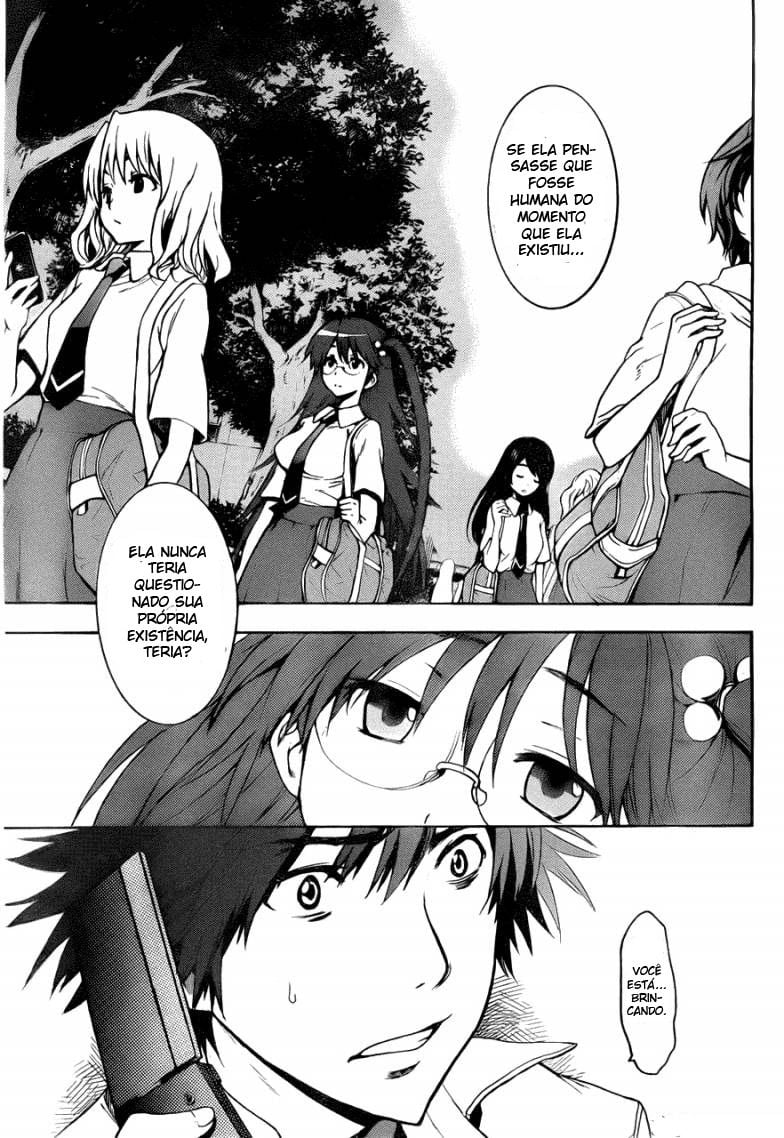 SE ELA PEN-
SASSE QUE
FOSSE
HUMANA DO
MOMENTO
QUE ELA
EXISTIU...
ELA NUNCA
TERIA
QUESTIO-
NADO SUA
PRÓPRIA
EXISTÊNCIA,
TERIA?
VOCÊ
ESTÁ...
BRIN-
CANDO.